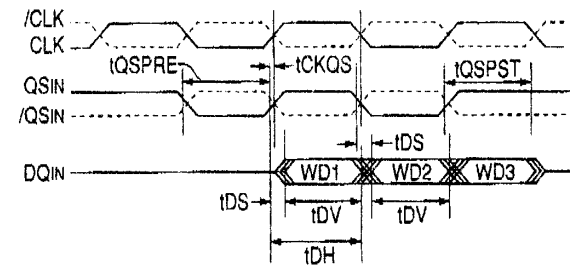 /CLK
CLK
tQSPRE tCKQS tQSPST
QSIN
/QSIN
tDS
DQIN WD1 WD2 WD3
tDS tDV tDV
tDH